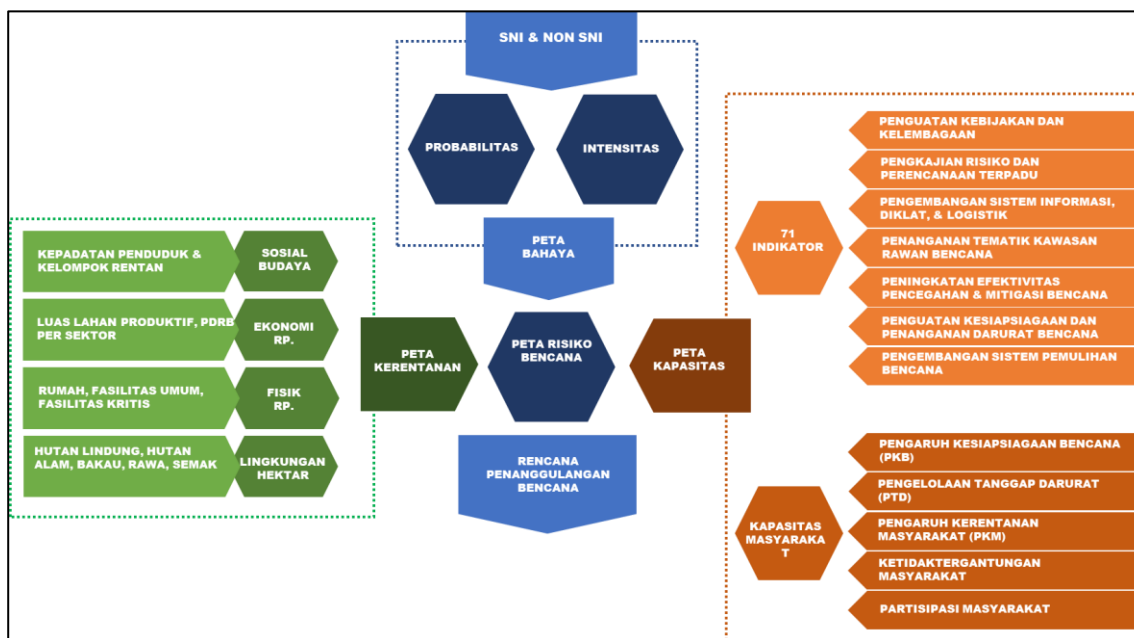 SNI & NON SNI
PROBABILITAS
INTENSITAS
PETA
BAHAYA
KEPADATAN PENDUDUK &
KELOMPOK RENTAN
SOSIAL
BUDAYA
LUAS LAHAN PRODUKTIF, PDRB
PER SEKTOR
EKONOMI
RP.
RUMAH, FASILITAS UMUM,
FASILITAS KRITIS
FISIK
RP.
HUTAN LINDUNG, HUTAN
ALAM, BAKAU, RAWA, SEMAK
LINGKUNGAN
HEKTAR
PETA
KERENTANAN
PETA RISIKO
BENCANA
PETA
KAPASITAS
RENCANA
PENANGGULANGAN
BENCANA
71
INDIKATOR
PENGUATAN KEBIJAKAN DAN
KELEMBAGAAN
PENGKAJIAN RISIKO DAN
PERENCANAAN TERPADU
PENGEMBANGAN SISTEM INFORMASI,
DIKLAT, & LOGISTIK
PENANGANAN TEMATIK KAWASAN
RAWAN BENCANA
PENINGKATAN EFEKTIVITAS
PENCEGAHAN & MITIGASI BENCANA
PENGUATAN KESIAPSIAGAAN DAN
PENANGANAN DARURAT BENCANA
PENGEMBANGAN SISTEM PEMULIHAN
BENCANA
KAPASITAS
MASYARAKA
T
PENGARUH KESIAPSIAGAAN BENCANA
(PKB)
PENGELOLAAN TANGGAP DARURAT
(PTD)
PENGARUH KERENTANAN
MASYARAKAT (PKM)
KETIDAKTERGANTUNGAN
MASYARAKAT
PARTISIPASI MASYARAKAT